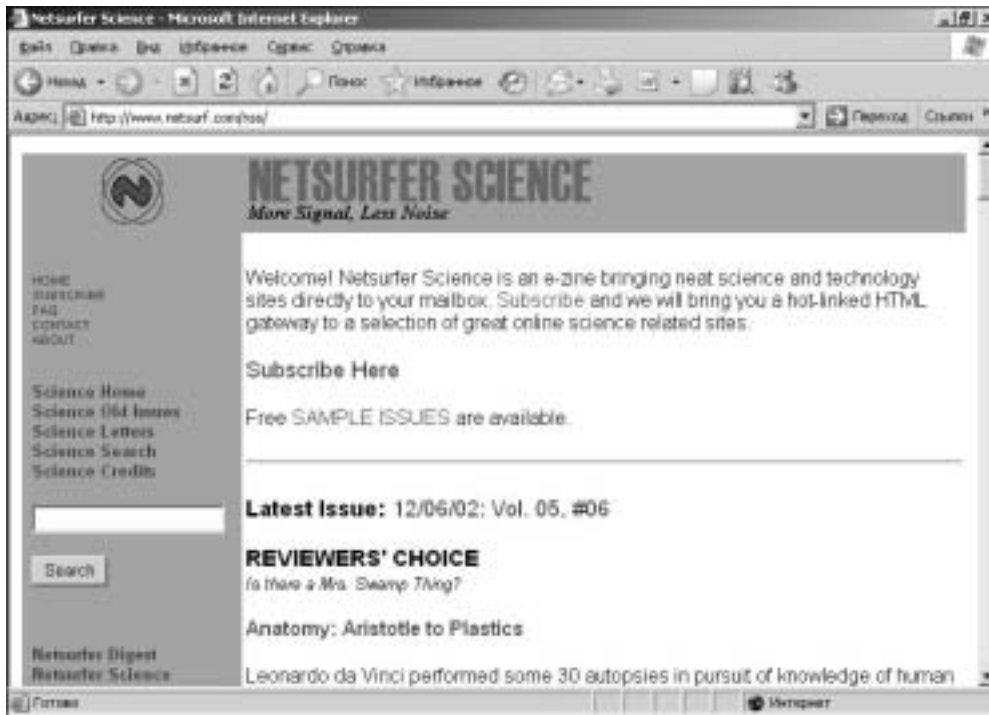 Netsurfer Science - Microsoft Internet Explorer
Файл Правка Вид Избранное Сервис Справка
Назад Поиск Избранное
Адрес: http://www.netsurf.com/nss/ Переход Ссылки
NETSURFER SCIENCE
More Signal, Less Noise
HOME
SUBSCRIBE
FAQ
CONTACT
ABOUT
Science Home
Science Old Issues
Science Letters
Science Search
Science Credits
Search
Netsurfer Digest
Netsurfer Science
Welcome! Netsurfer Science is an e-zine bringing neat science and technology
sites directly to your mailbox. Subscribe and we will bring you a hot-linked HTML
gateway to a selection of great online science related sites.
Subscribe Here
Free SAMPLE ISSUES are available.
Latest Issue: 12/06/02: Vol. 05, #06
REVIEWERS' CHOICE
Is there a Mrs. Swamp Thing?
Anatomy: Aristotle to Plastics
Leonardo da Vinci performed some 30 autopsies in pursuit of knowledge of human
Готово Интернет